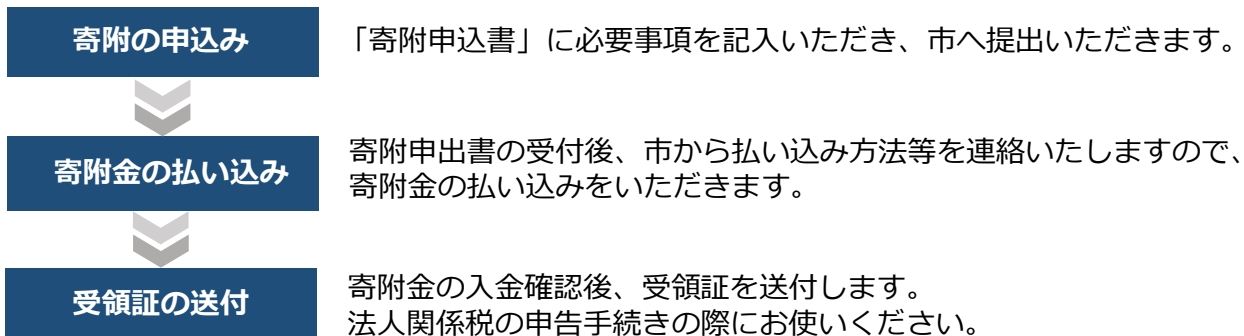 寄附の申込み
「寄附申込書」に必要事項を記入いただき、市へ提出いただきます。
寄附金の払い込み
寄附申出書の受付後、市から払い込み方法等を連絡いたしますので、
寄附金の払い込みをいただきます。
受領証の送付
寄附金の入金確認後、受領証を送付します。
法人関係税の申告手続きの際にお使いください。